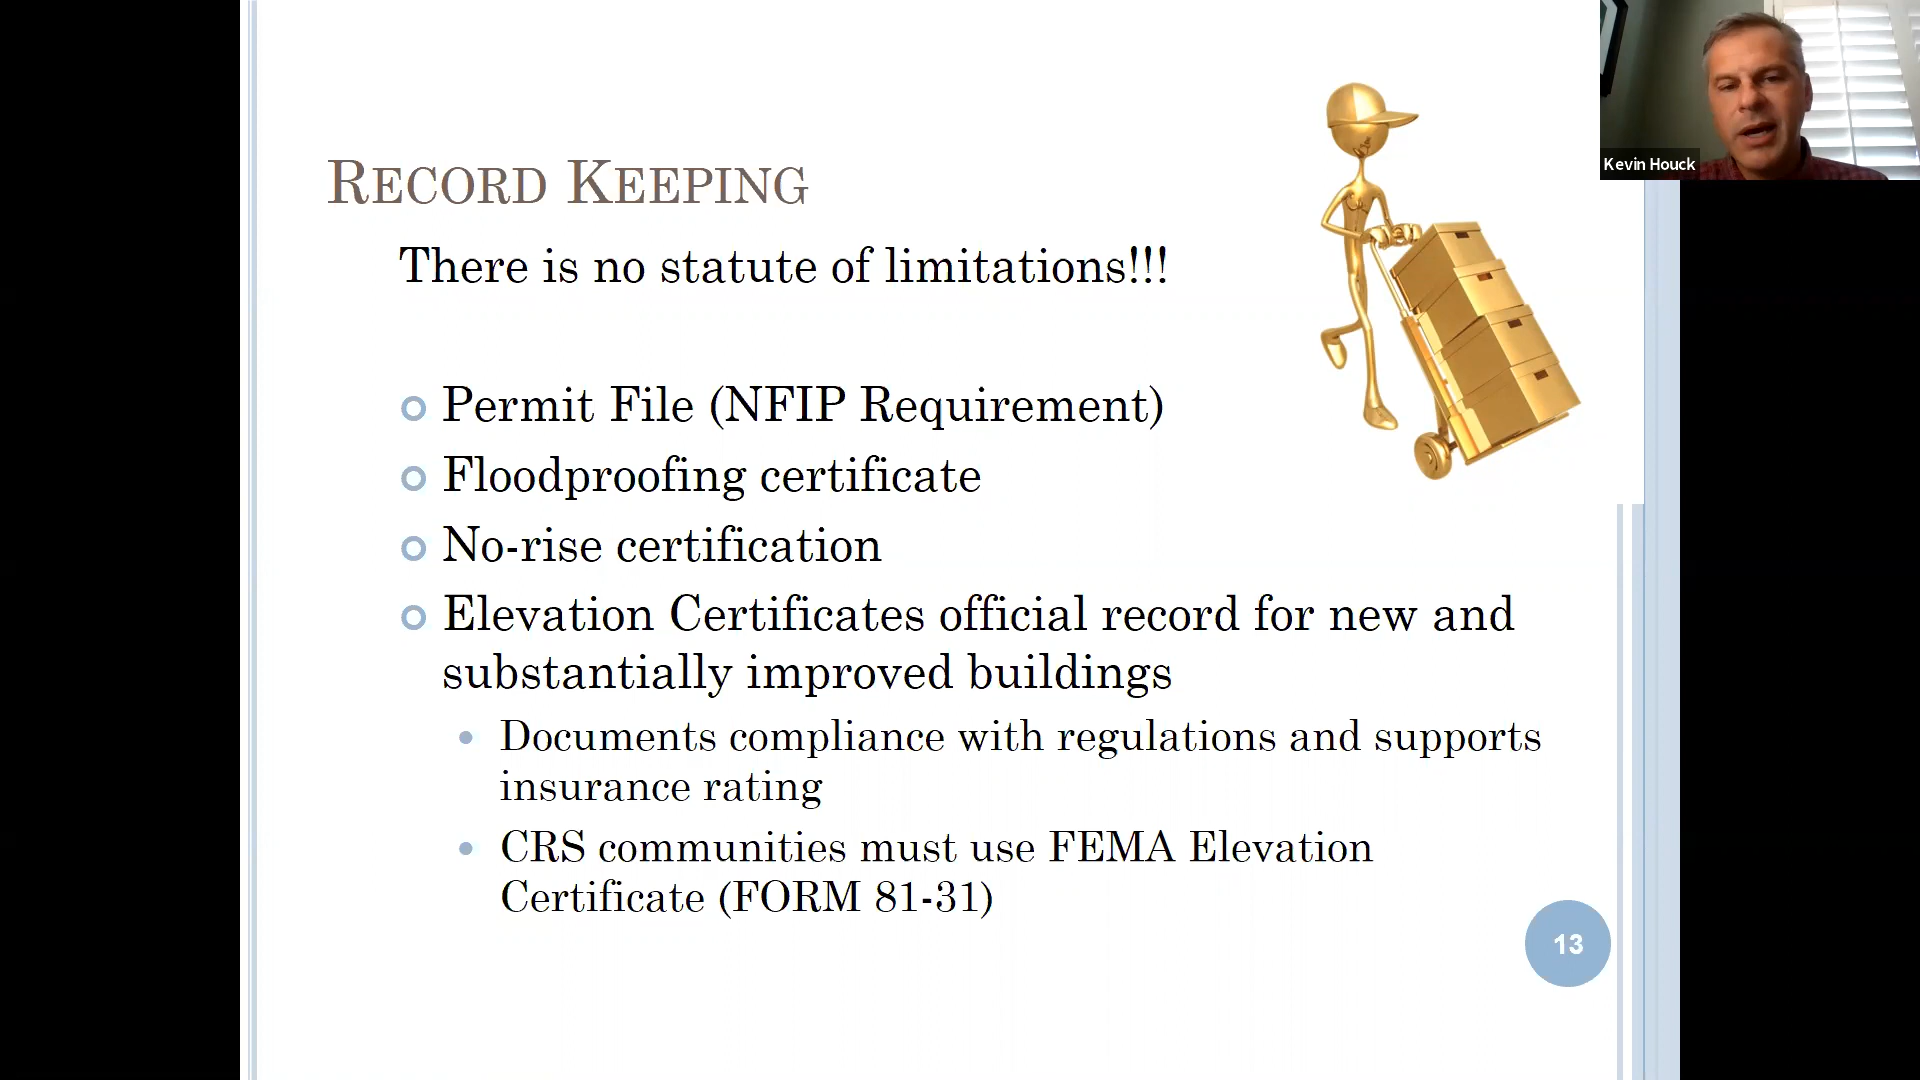 Kevin Houck
RECORD KEEPING
There is no statute of limitations!!!
Permit File (NFIP Requirement)
Floodproofing certificate
No-rise certification
Elevation Certificates official record for new and
substantially improved buildings
Documents compliance with regulations and supports
insurance rating
CRS communities must use FEMA Elevation
Certificate (FORM 81-31)
13